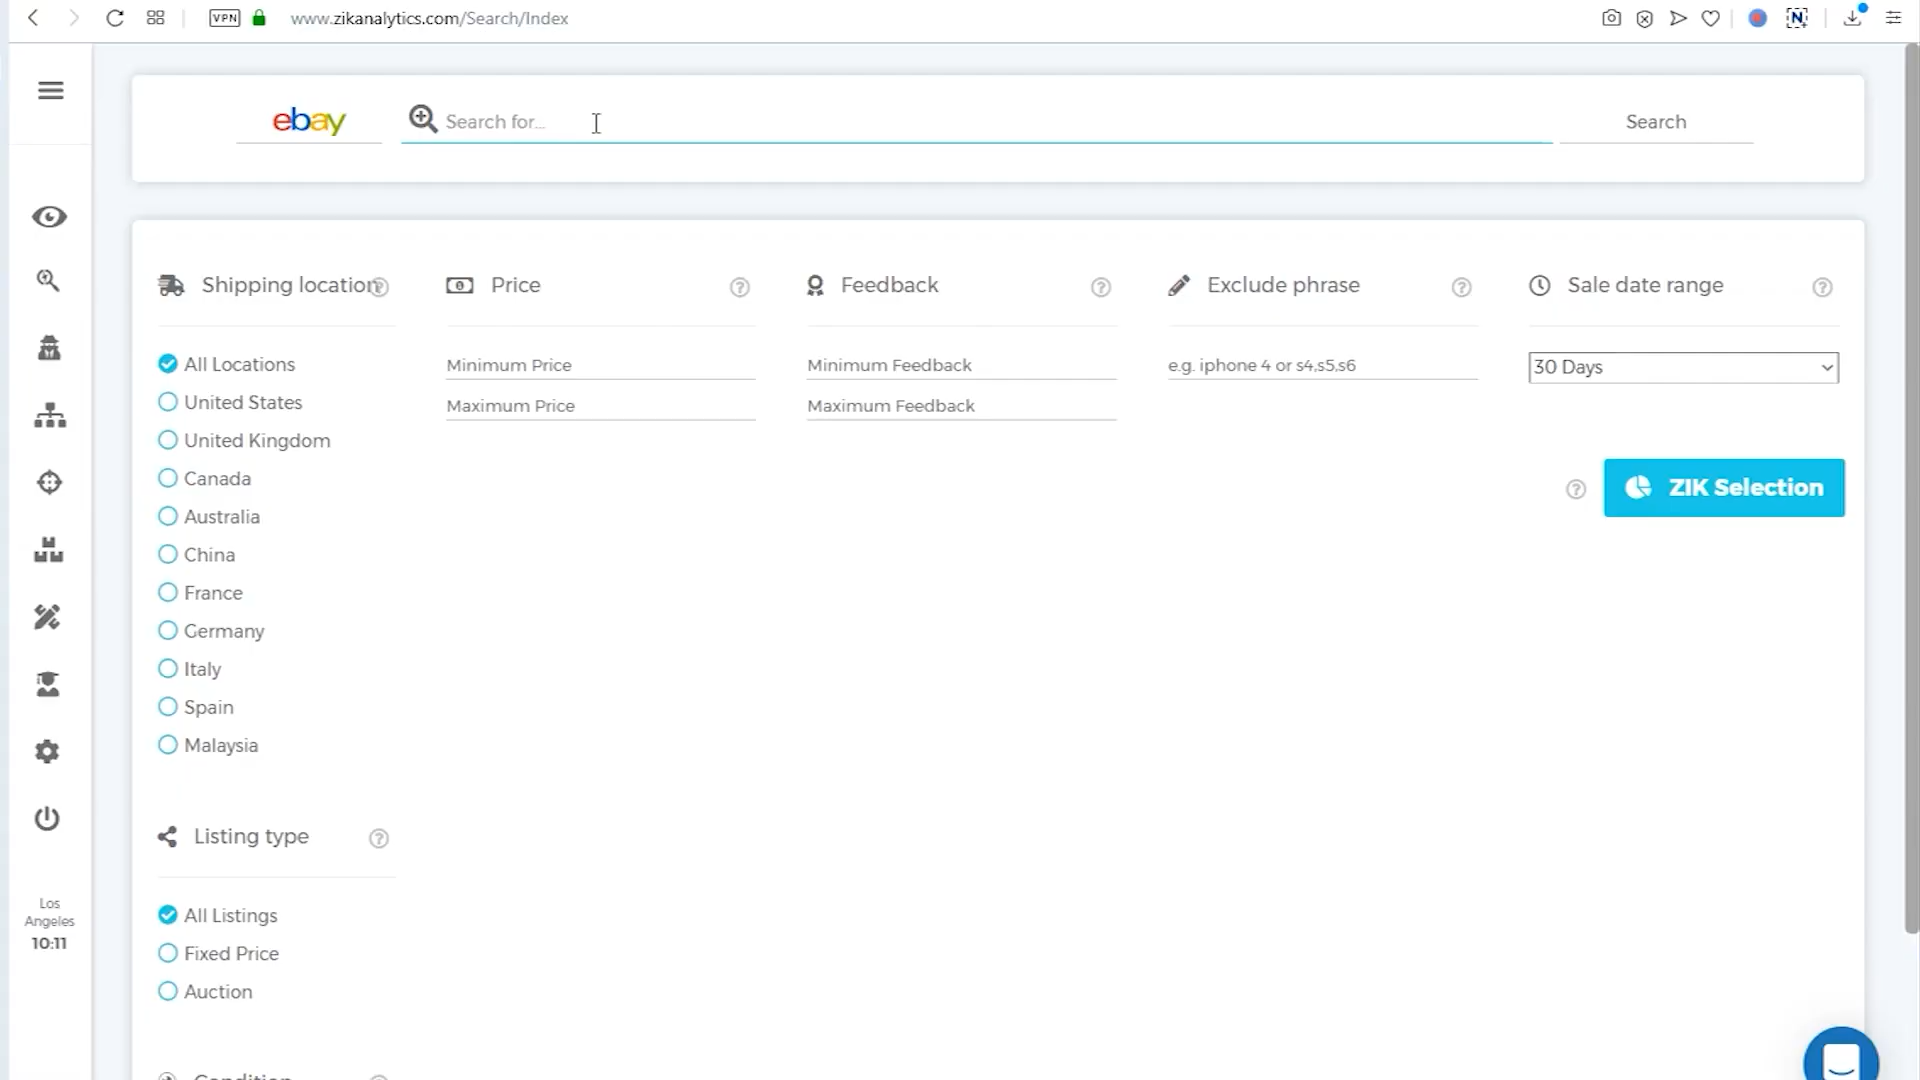 VPN
www.zikanalytics.com/Search/Index
N
ebay
Search for...
Search
Shipping location
Price
Feedback
Exclude phrase
Sale date range
All Locations
Minimum Price
Minimum Feedback
e.g. iphone 4 or s4,s5,s6
30 Days
United States
Maximum Price
Maximum Feedback
United Kingdom
Canada
ZIK Selection
Australia
China
France
Germany
Italy
Spain
Malaysia
Listing type
All Listings
Fixed Price
Auction
Condition
Los
Angeles
10:11